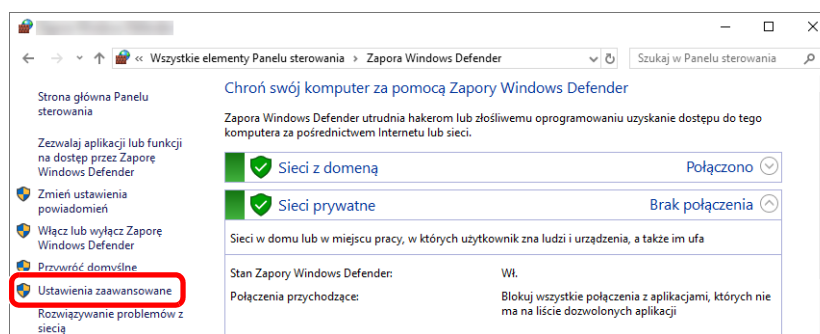 « Wszystkie elementy Panelu sterowania > Zapora Windows Defender
Szukaj w Panelu sterowania
Strona główna Panelu
sterowania
Zezwalaj aplikacji lub funkcji
na dostęp przez Zaporę
Windows Defender
Zmień ustawienia
powiadomień
Włącz lub wyłącz Zaporę
Windows Defender
Przywróć domyślne
Ustawienia zaawansowane
Rozwiązywanie problemów z
siecią
Chroń swój komputer za pomocą Zapory Windows Defender
Zapora Windows Defender utrudnia hakerom lub złośliwemu oprogramowaniu uzyskanie dostępu do tego
komputera za pośrednictwem Internetu lub sieci.
Sieci z domeną Połączono
Sieci prywatne Brak połączenia
Sieci w domu lub w miejscu pracy, w których użytkownik zna ludzi i urządzenia, a także im ufa
Stan Zapory Windows Defender: Wł.
Połączenia przychodzące: Blokuj wszystkie połączenia z aplikacjami, których nie
ma na liście dozwolonych aplikacji